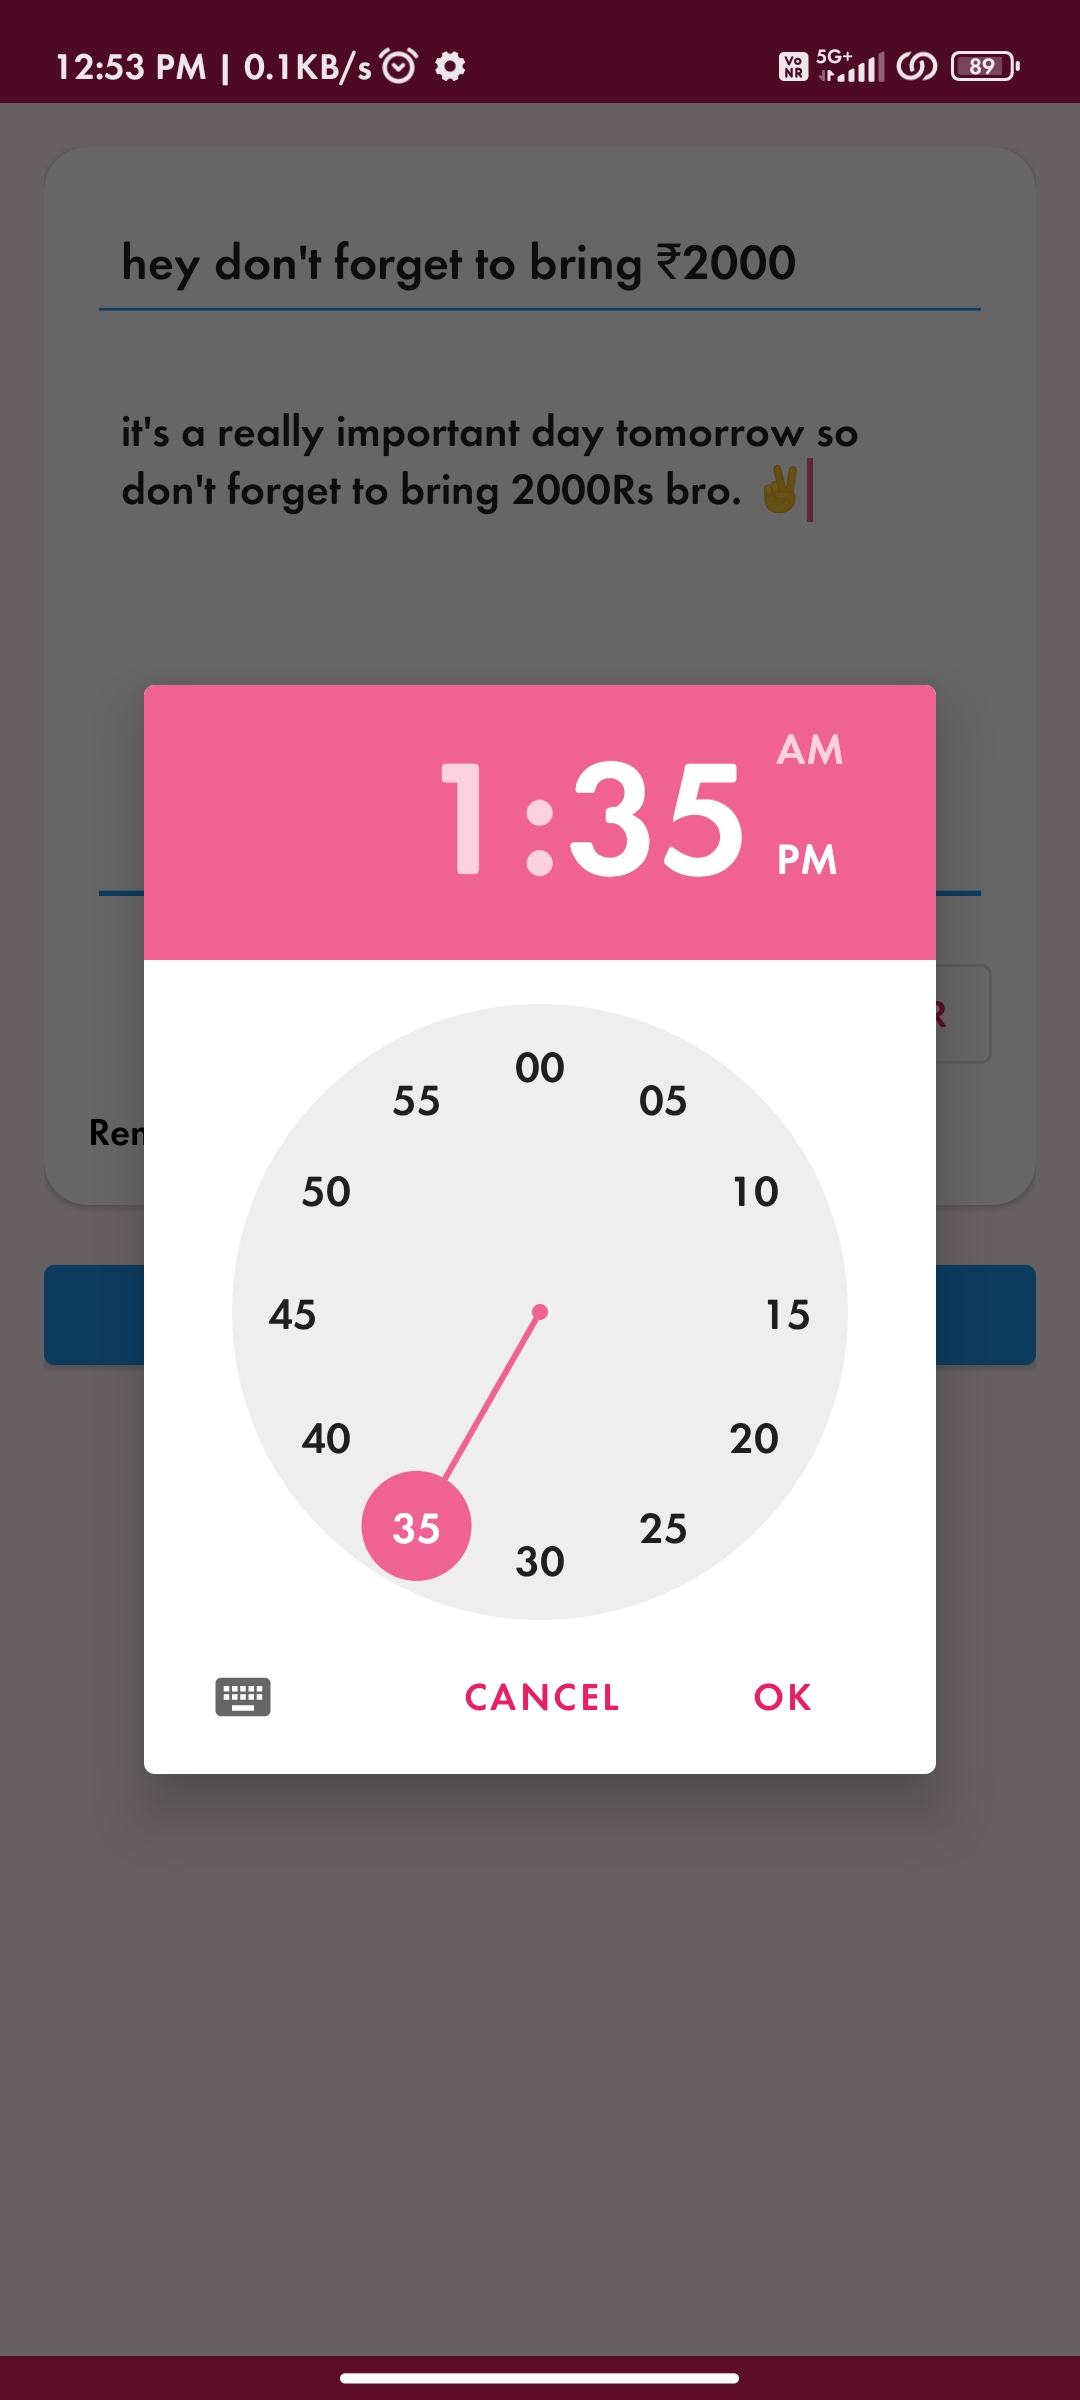 12:53 PM | 0.1KB/s
Vo NR 5G+ 89
hey don't forget to bring ₹2000
it's a really important day tomorrow so
don't forget to bring 2000Rs bro. ✌
1:35 AM PM
00
55 05
50 10
45 15
40 20
35 25
30
CANCEL OK